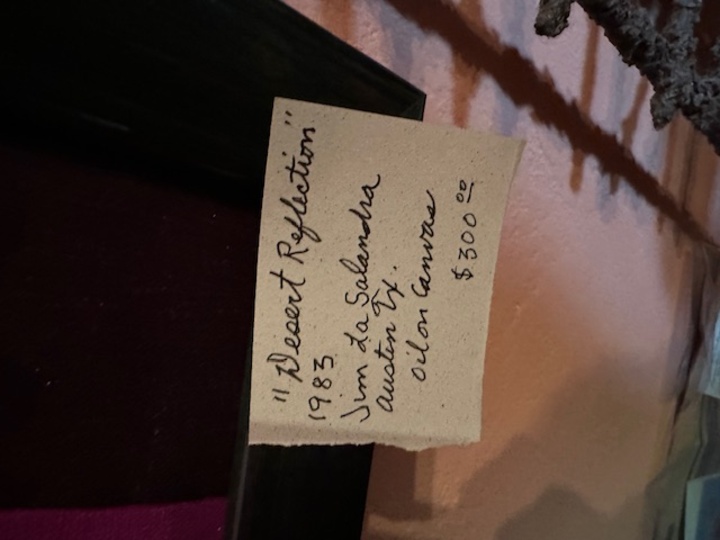 "Desert Reflection"
1983
Jim La Salandra
Austin Tx.
Oil on Canvas
$300.00